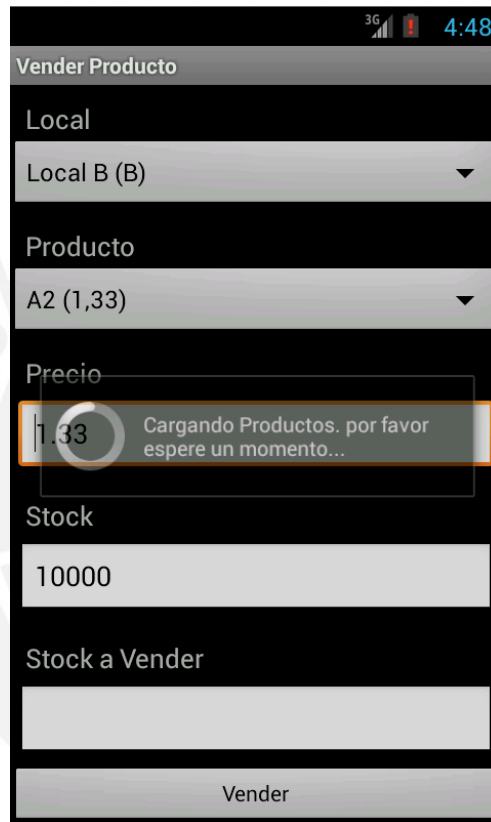 3G 4:48
Vender Producto
Local
Local B (B)
Producto
A2 (1,33)
Precio
1.33
Cargando Productos. por favor
espere un momento...
Stock
10000
Stock a Vender
Vender